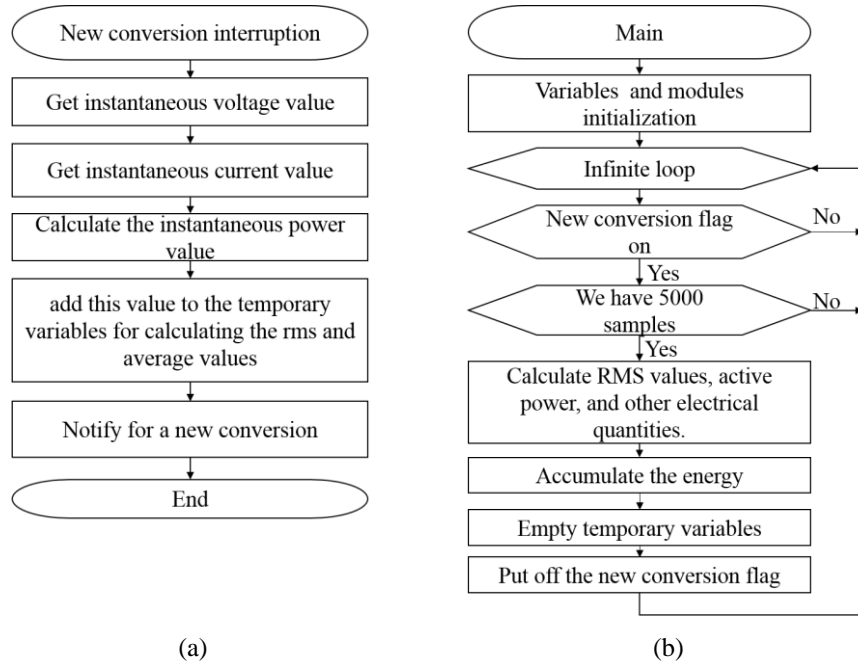 New conversion interruption
Get instantaneous voltage value
Get instantaneous current value
Calculate the instantaneous power
value
add this value to the temporary
variables for calculating the rms and
average values
Notify for a new conversion
End
(a)
Main
Variables and modules
initialization
Infinite loop
New conversion flag
on
No
Yes
We have 5000
samples
No
Yes
Calculate RMS values, active
power, and other electrical
quantities.
Accumulate the energy
Empty temporary variables
Put off the new conversion flag
(b)